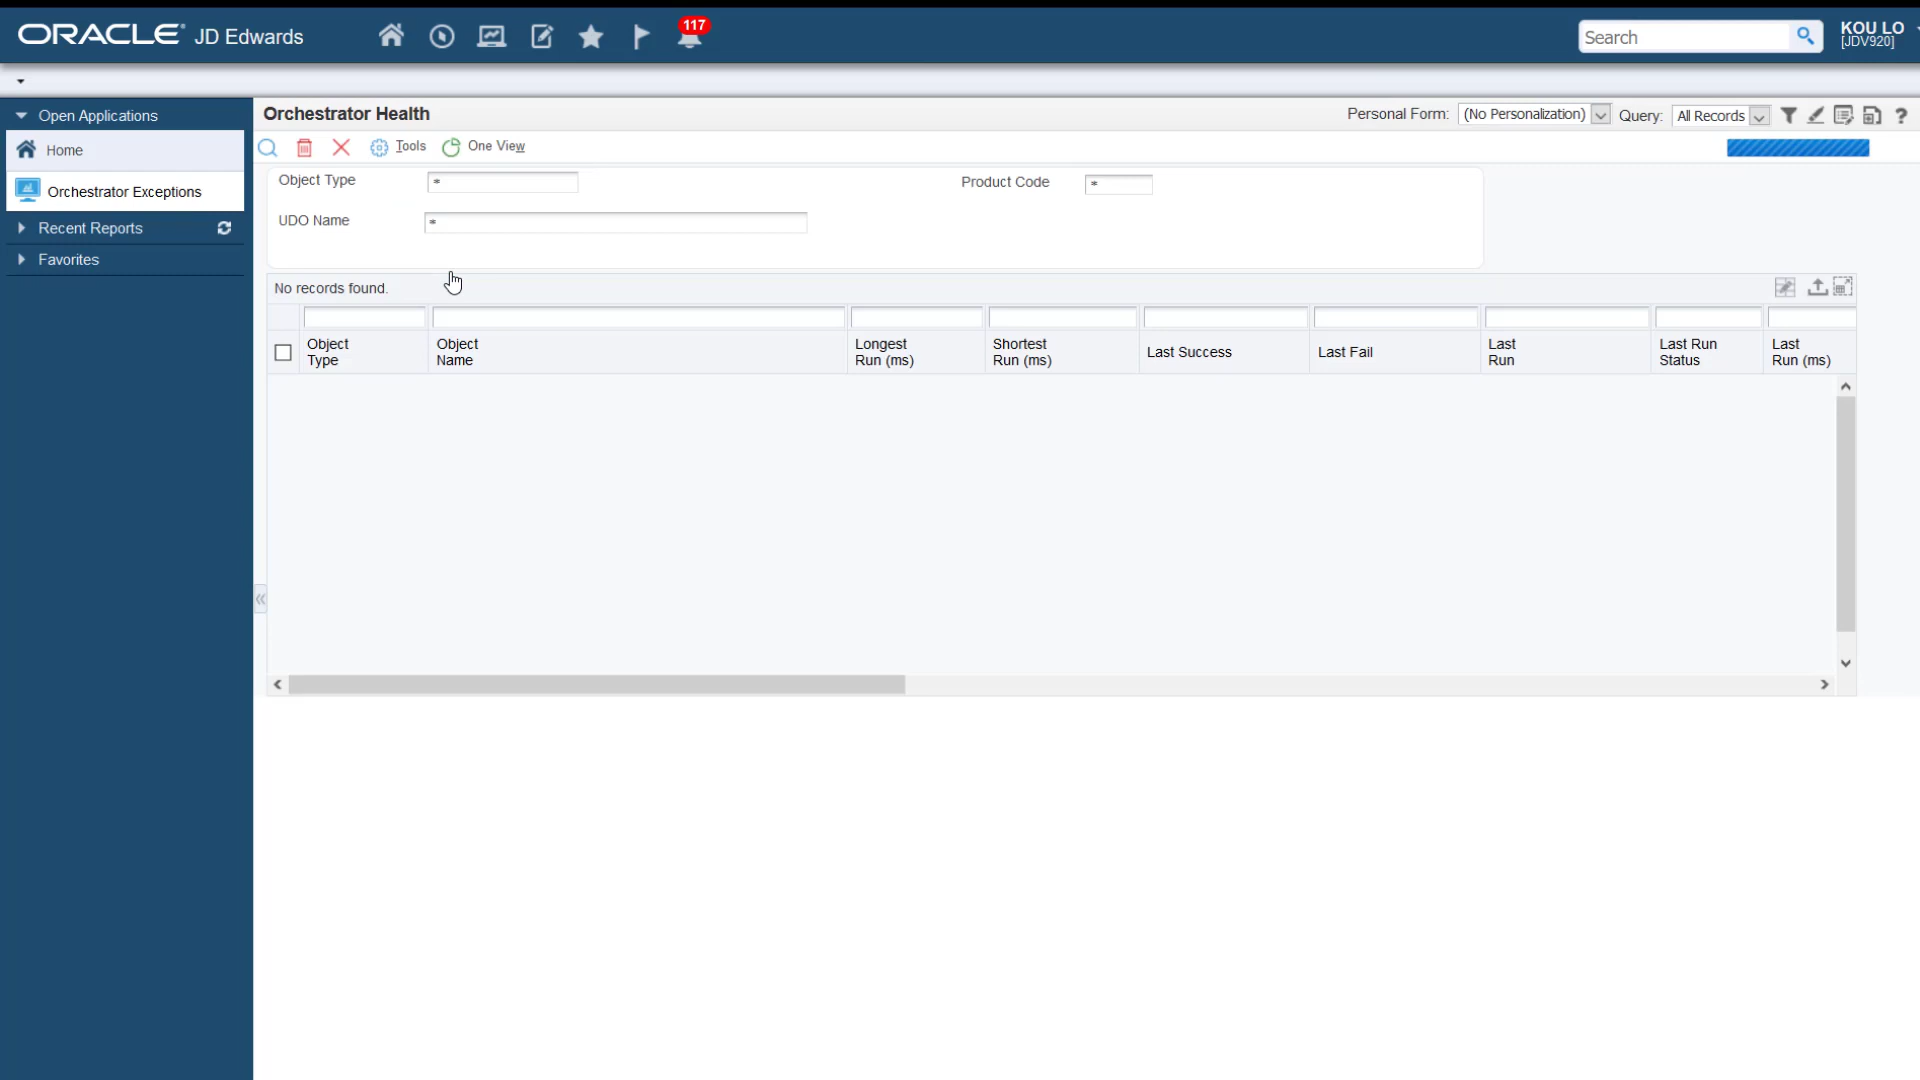 ORACLE JD Edwards
117
Search
KOU LO
[JDV920]
Open Applications
Home
Orchestrator Exceptions
Recent Reports
Favorites
Orchestrator Health
Personal Form: (No Personalization) Query: All Records ?
Tools One View
Object Type *
Product Code *
UDO Name *
No records found.
Object Type
Object Name
Longest Run (ms)
Shortest Run (ms)
Last Success
Last Fail
Last Run
Last Run Status
Last Run (ms)